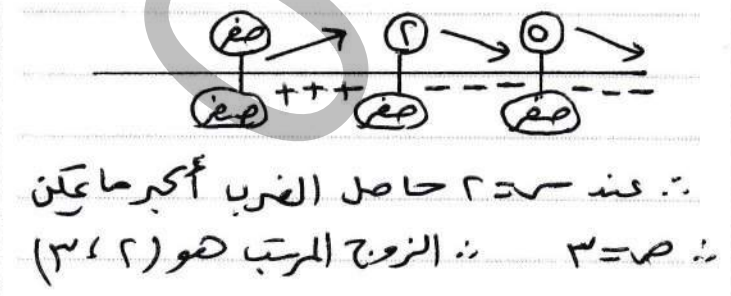 صفر ٢ ٥
صفر +++ صفر - - - - صفر - - -
∴ عند س = ٢ حاصل الضرب أكبر ما يمكن
∴ ص = ٣ ∴ الزوج المرتب هو (٢ ، ٣)